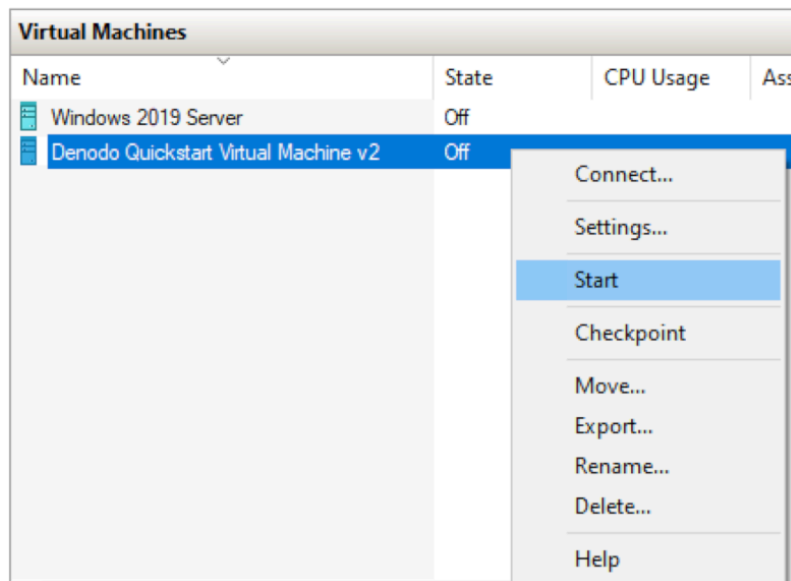 Virtual Machines
Name State CPU Usage Ass
Windows 2019 Server Off
Denodo Quickstart Virtual Machine v2 Off
Connect...
Settings...
Start
Checkpoint
Move...
Export...
Rename...
Delete...
Help